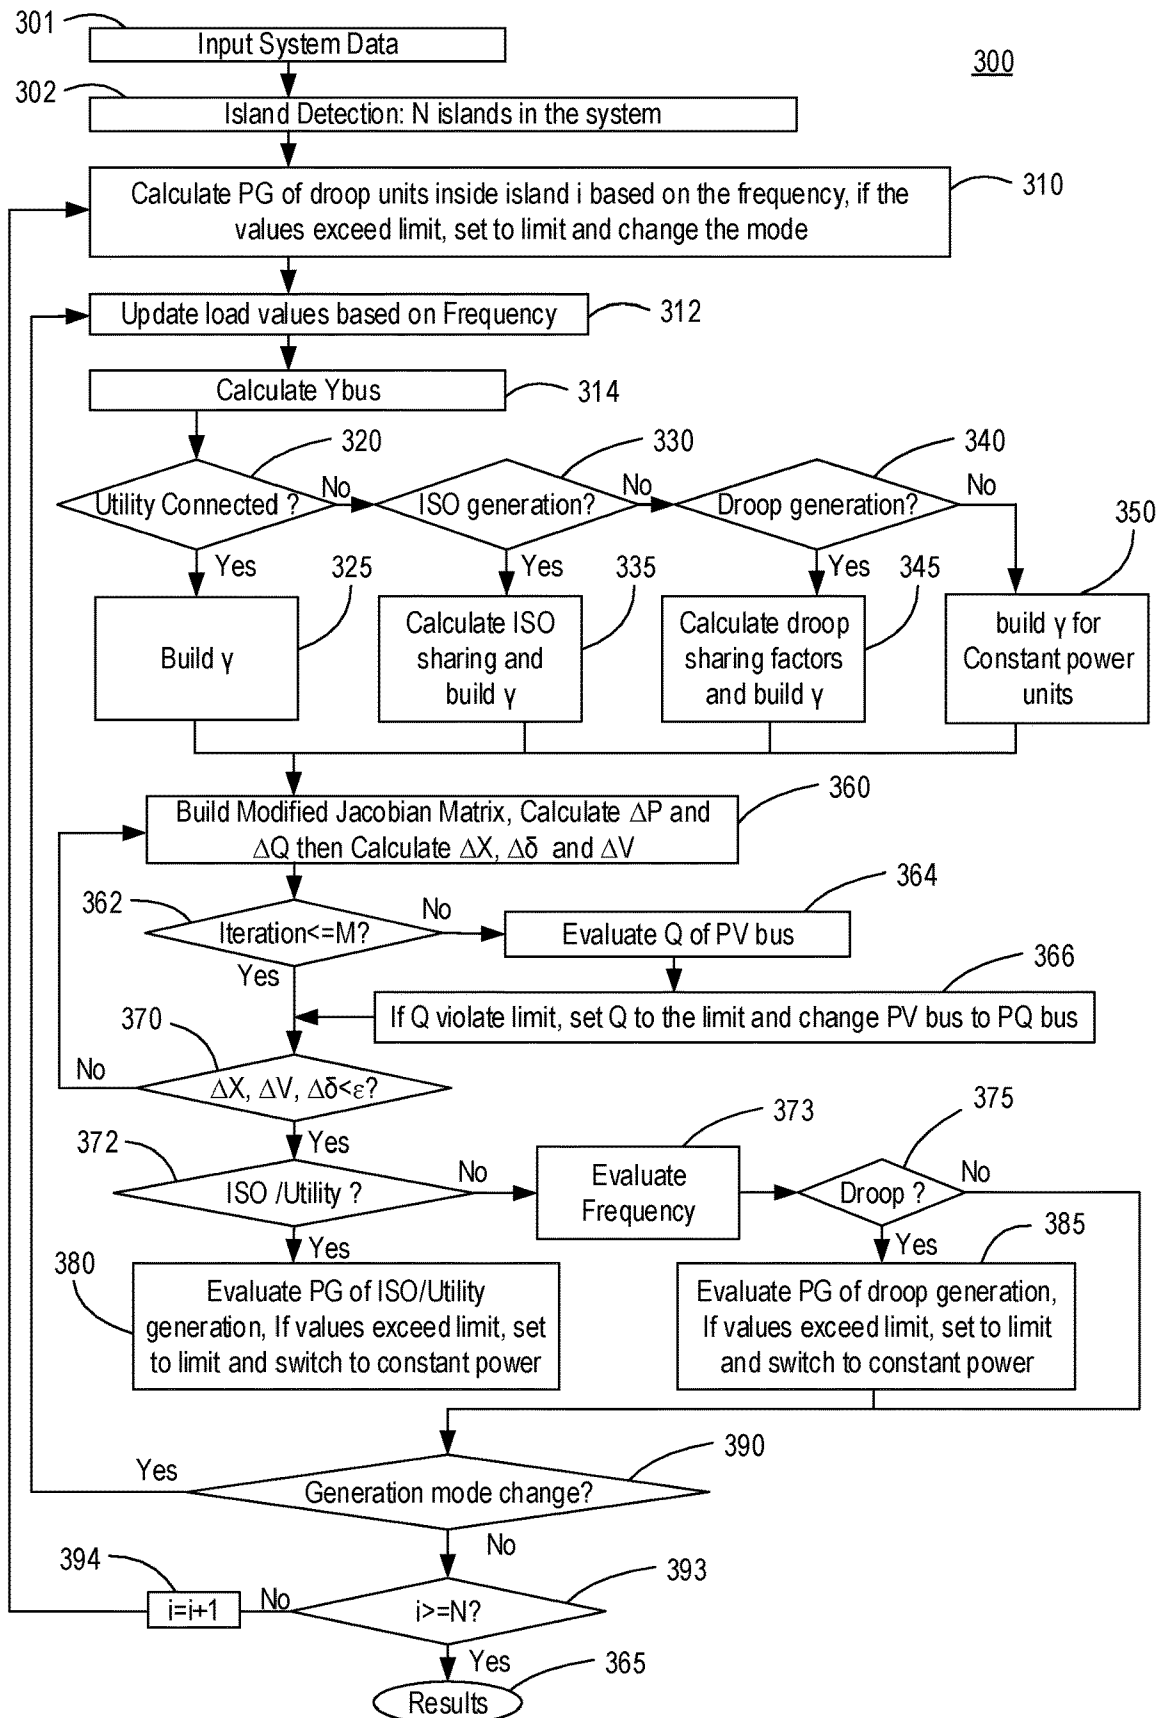 301
Input System Data
300
302
Island Detection: N islands in the system
Calculate PG of droop units inside island i based on the frequency, if the
values exceed limit, set to limit and change the mode
310
Update load values based on Frequency
312
Calculate Ybus
314
320
330
340
Utility Connected ?
No
ISO generation?
No
Droop generation?
No
350
Yes
325
Yes
335
Yes
345
Build γ
Calculate ISO
sharing and
build γ
Calculate droop
sharing factors
and build γ
build γ for
Constant power
units
360
Build Modified Jacobian Matrix, Calculate ΔP and
ΔQ then Calculate ΔX, Δδ and ΔV
362
364
Iteration<=M?
No
Evaluate Q of PV bus
Yes
366
If Q violate limit, set Q to the limit and change PV bus to PQ bus
370
No
ΔX, ΔV, Δδ<ε?
373
375
372
Yes
ISO /Utility ?
No
Evaluate
Frequency
Droop ?
No
Yes
385
Yes
380
Evaluate PG of ISO/Utility
generation, If values exceed limit, set
to limit and switch to constant power
Evaluate PG of droop generation,
If values exceed limit, set to limit
and switch to constant power
390
Yes
Generation mode change?
No
394
393
i=i+1
No
i>=N?
Yes
365
Results